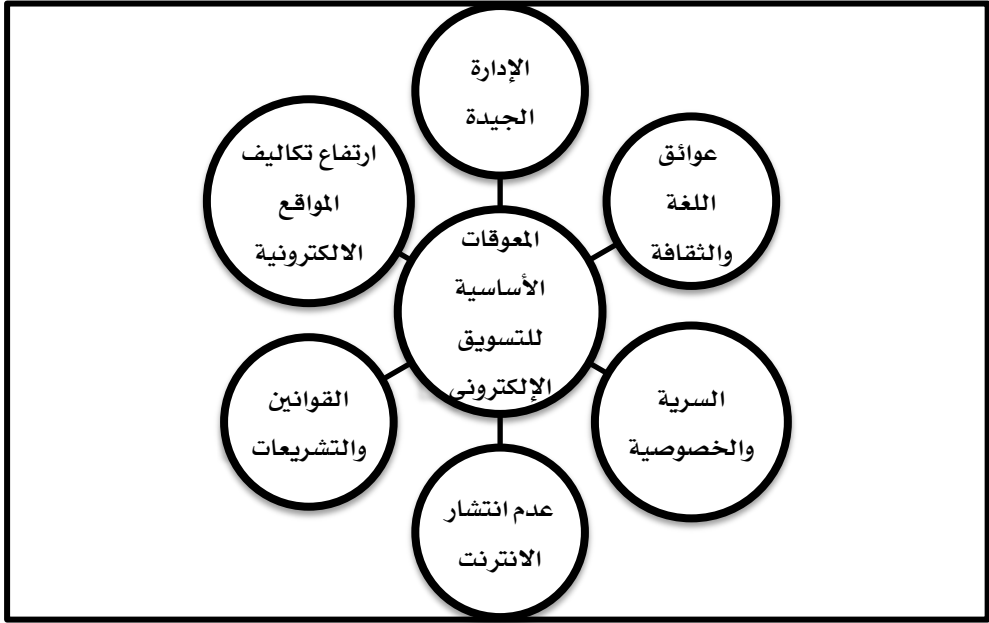 الإدارة
الجيدة
عوائق
اللغة
والثقافة
السرية
والخصوصية
عدم انتشار
الانترنت
القوانين
والتشريعات
ارتفاع تكاليف
المواقع
الالكترونية
المعوقات
الأساسية
للتسويق
الإلكتروني